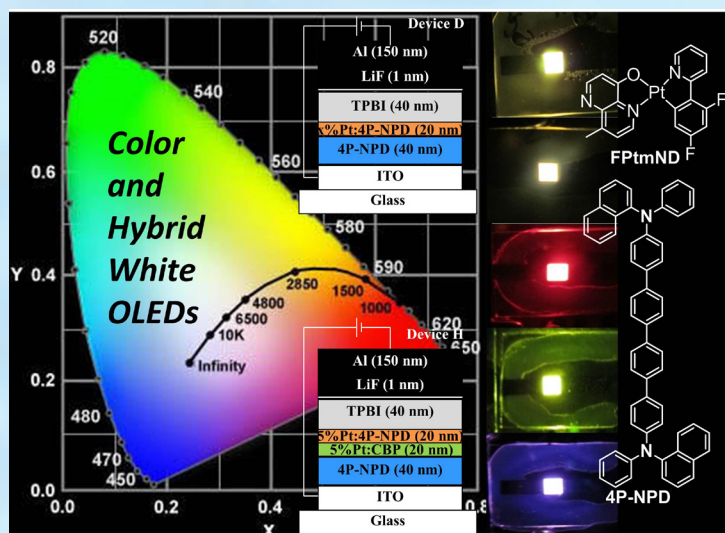 520
540
560
580
590
620
650
480
470
450
0.8
0.6
Y
0.4
0.2
0.0
0.0
0.2
0.4
0.8
X
Color
and
Hybrid
White
OLEDs
2850
1500
1000
4800
6500
10K
Infinity
Device D
Al (150 nm)
LiF (1 nm)
TPBI (40 nm)
x%Pt:4P-NPD (20 nm)
4P-NPD (40 nm)
ITO
Glass
Device H
Al (150 nm)
LiF (1 nm)
TPBI (40 nm)
5%Pt:4P-NPD (20 nm)
5%Pt:CBP (20 nm)
4P-NPD (40 nm)
ITO
Glass
O
N
Pt
N
N
F
F
FPtmND
N
N
4P-NPD